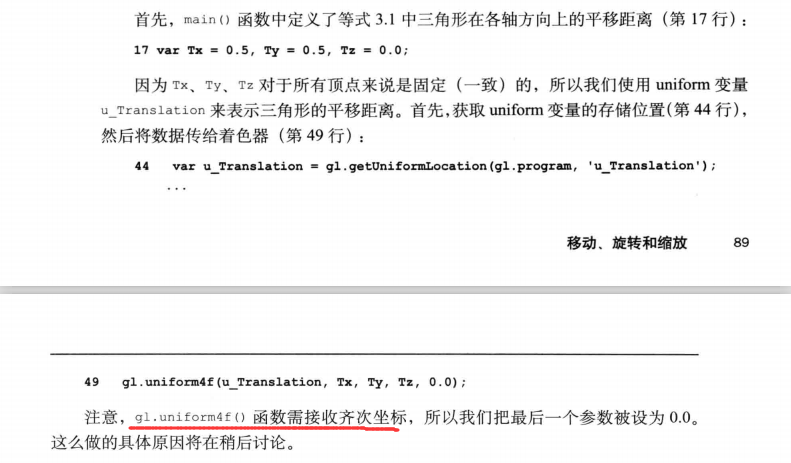 首先，main() 函数中定义了等式 3.1 中三角形在各轴方向上的平移距离（第 17 行）：
17 var Tx = 0.5, Ty = 0.5, Tz = 0.0;
因为 Tx、Ty、Tz 对于所有顶点来说是固定（一致）的，所以我们使用 uniform 变量
u_Translation 来表示三角形的平移距离。首先，获取 uniform 变量的存储位置（第 44 行），
然后将数据传给着色器（第 49 行）：
44 var u_Translation = gl.getUniformLocation(gl.program, 'u_Translation');
...
移动、旋转和缩放 89
49 gl.uniform4f(u_Translation, Tx, Ty, Tz, 0.0);
注意，gl.uniform4f() 函数需接收齐次坐标，所以我们把最后一个参数被设为 0.0。
这么做的具体原因将在稍后讨论。